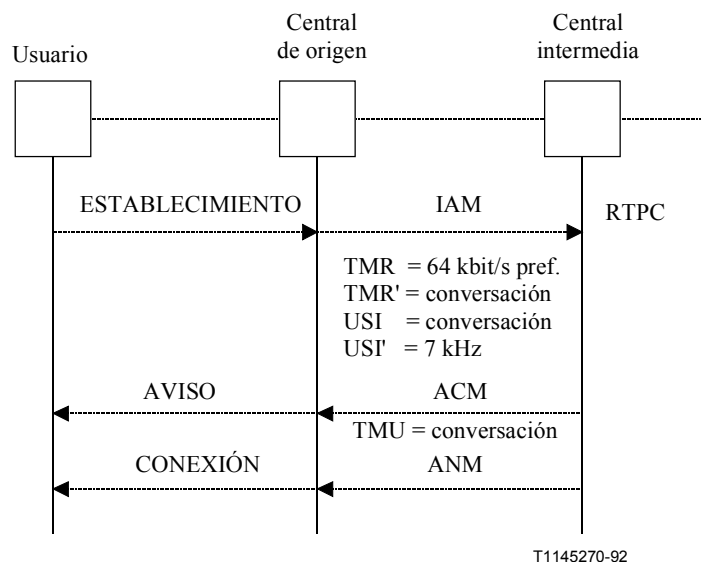 Usuario
Central
de origen
Central
intermedia
ESTABLECIMIENTO
IAM
RTPC
TMR = 64 kbit/s pref.
TMR' = conversación
USI = conversación
USI' = 7 kHz
AVISO
ACM
TMU = conversación
CONEXIÓN
ANM
T1145270-92